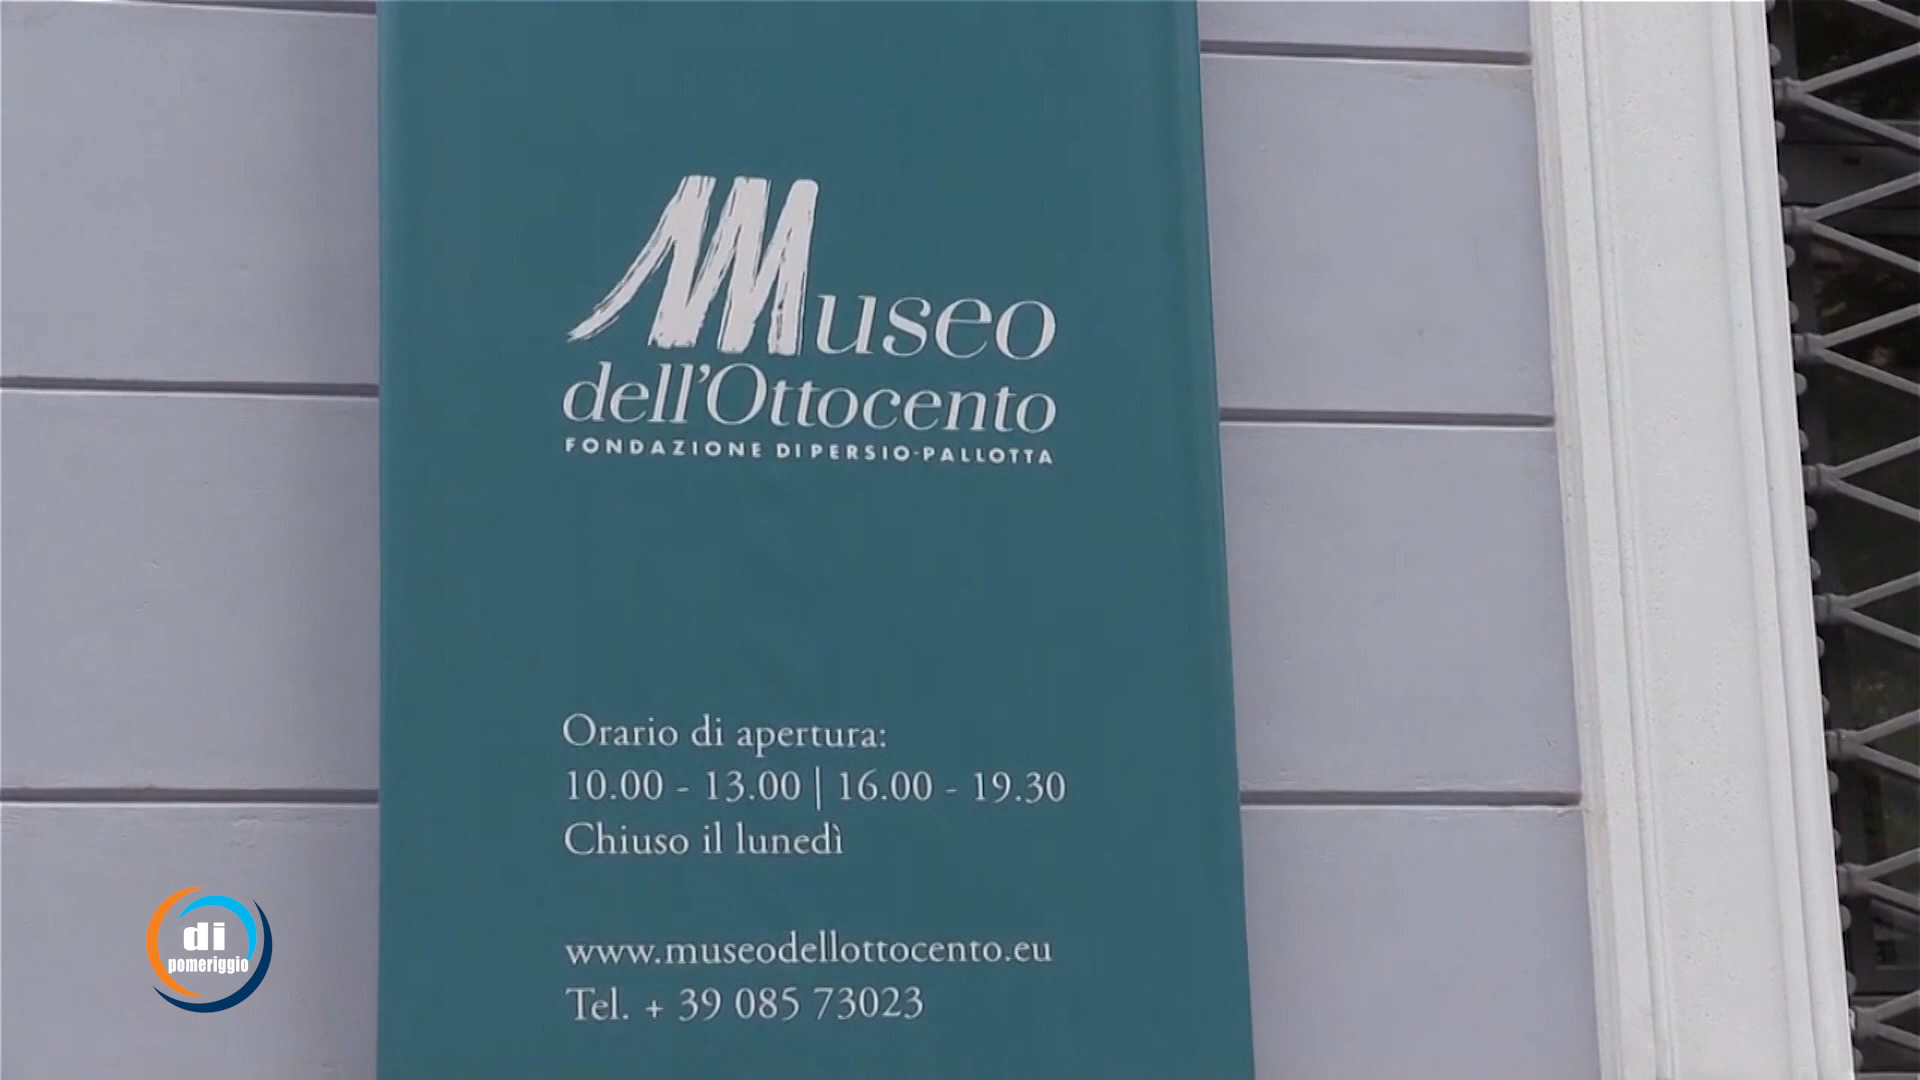 Museo
dell'Ottocento
FONDAZIONE DI PERSIO-PALLOTTA
Orario di apertura:
10.00 - 13.00 | 16.00 - 19.30
Chiuso il lunedì
www.museodellottocento.eu
Tel. + 39 085 73023
di
pomeriggio